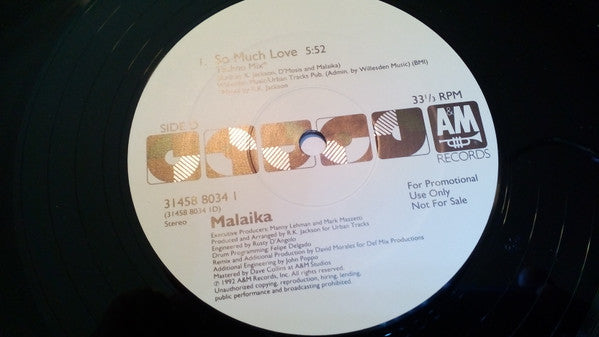 1. So Much Love 5:52
Techno Mix*
(R.K. Jackson, D'Mosis and Malaika)
Willesden Music/Urban Tracks Pub. (Admin. by Willesden Music) (BMI)
*Mixed by R.K. Jackson
SIDE D
33 1/3 RPM
A&M
RECORDS
31458 8034 1
(31458 8034 1D)
Stereo
For Promotional
Use Only
Not For Sale
Malaika
Executive Producers: Manny Lehman and Mark Mazzetti
Produced and Arranged by R.K. Jackson for Urban Tracks
Engineered by Rusty D'Angelo
Drum Programming: Felipe Delgado
Remix and Additional Production by David Morales for Def Mix Productions
Additional Engineering by John Poppo
Mastered by Dave Collins at A&M Studios
℗ 1992 A&M Records, Inc. All rights reserved.
Unauthorized copying, reproduction, hiring, lending,
public performance and broadcasting prohibited.